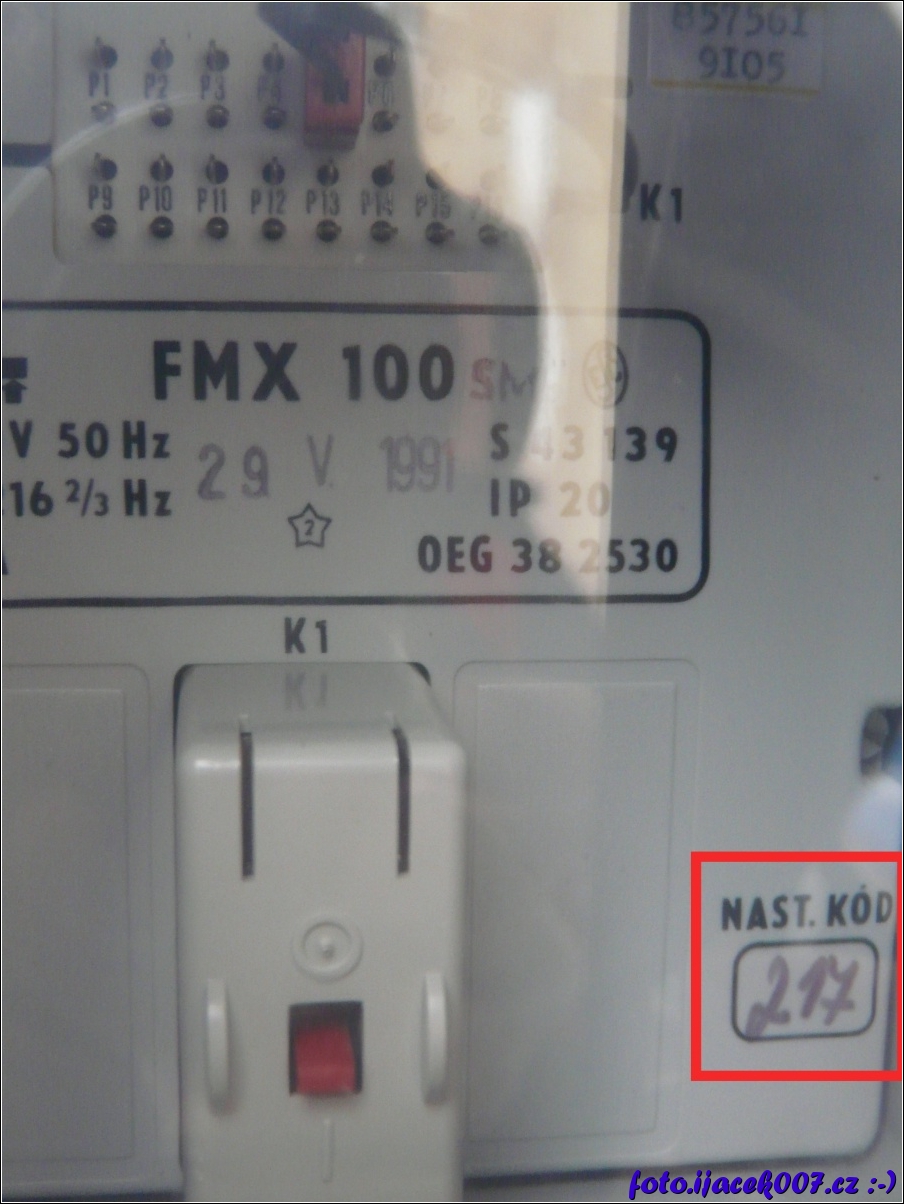 85756I
9I05
P1 P2 P3 P4
P9 P10 P11 P12 P13 P14 P15
K1
FMX 100
V 50 Hz
29 V. 1991
S 43 139
16 2/3 Hz
IP 20
2
OEG 38 2530
K1
K1
NAST. KÓD
217
foto.ijacek007.cz :-)